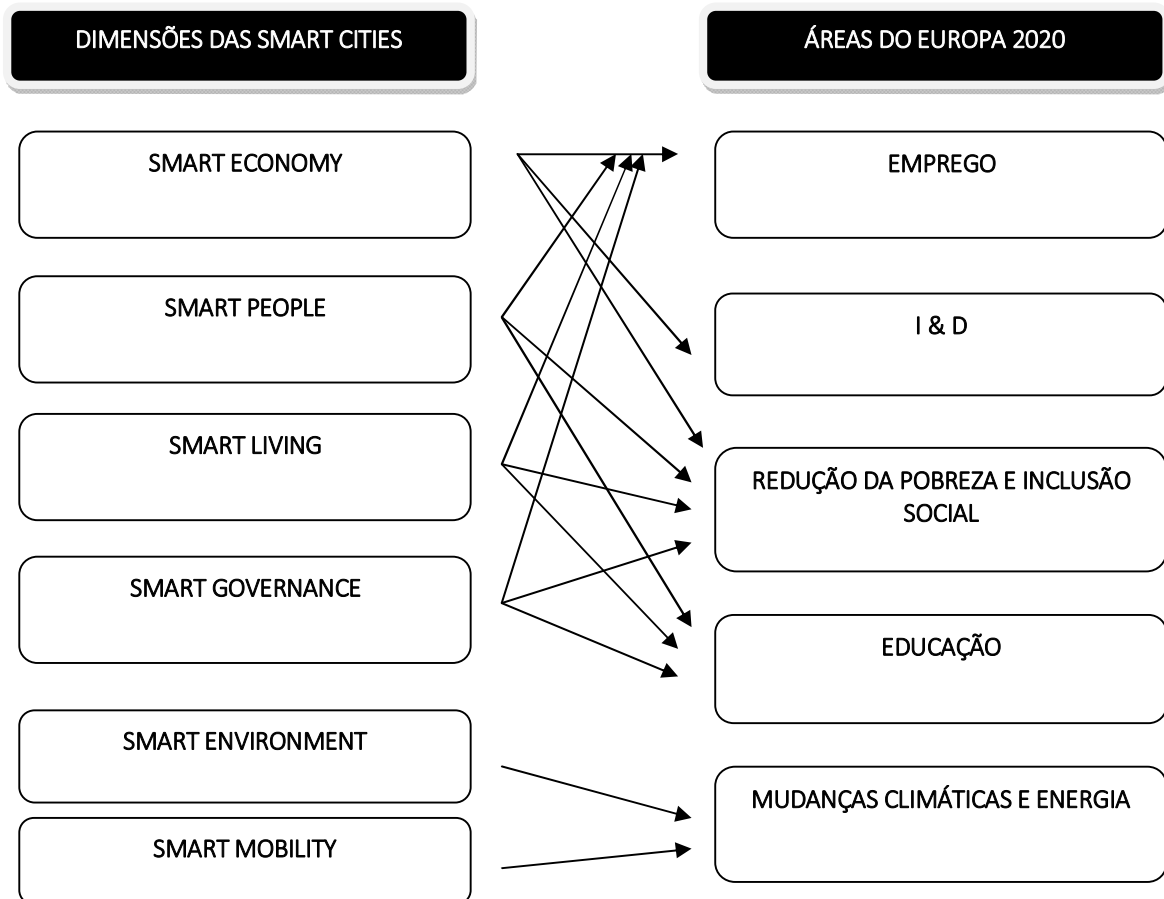 DIMENSÕES DAS SMART CITIES
ÁREAS DO EUROPA 2020
SMART ECONOMY
EMPREGO
SMART PEOPLE
I & D
SMART LIVING
REDUÇÃO DA POBREZA E INCLUSÃO
SOCIAL
SMART GOVERNANCE
EDUCAÇÃO
SMART ENVIRONMENT
MUDANÇAS CLIMÁTICAS E ENERGIA
SMART MOBILITY